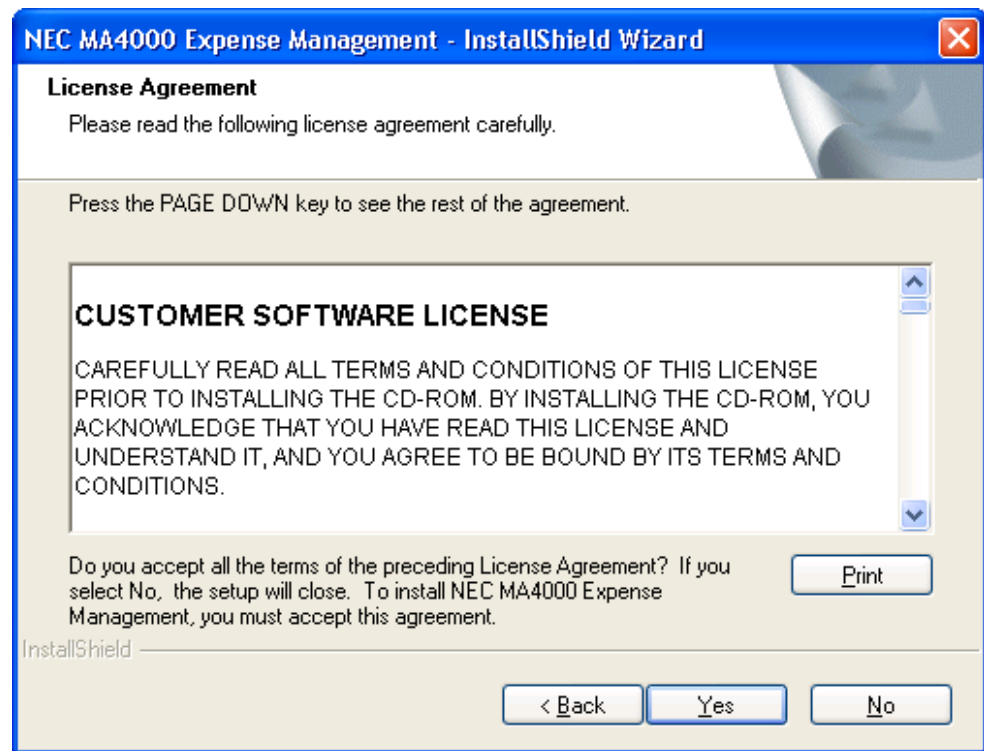 NEC MA4000 Expense Management - InstallShield Wizard
License Agreement
Please read the following license agreement carefully.
Press the PAGE DOWN key to see the rest of the agreement.
CUSTOMER SOFTWARE LICENSE
CAREFULLY READ ALL TERMS AND CONDITIONS OF THIS LICENSE
PRIOR TO INSTALLING THE CD-ROM. BY INSTALLING THE CD-ROM, YOU
ACKNOWLEDGE THAT YOU HAVE READ THIS LICENSE AND
UNDERSTAND IT, AND YOU AGREE TO BE BOUND BY ITS TERMS AND
CONDITIONS.
Do you accept all the terms of the preceding License Agreement? If you
select No, the setup will close. To install NEC MA4000 Expense
Management, you must accept this agreement.
Print
InstallShield
< Back
Yes
No